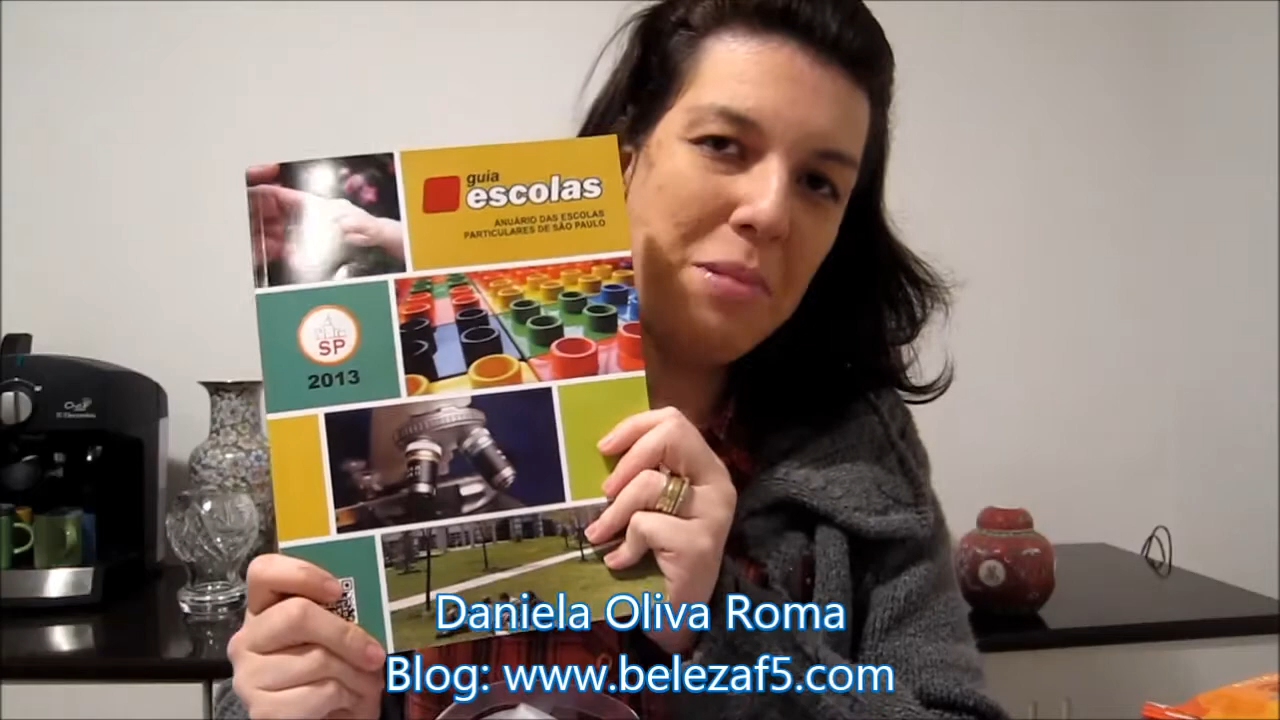 guia
escolas
ANUÁRIO DAS ESCOLAS
PARTICULARES DE SÃO PAULO
SP
2013
Daniela Oliva Roma
Blog: www.belezaf5.com